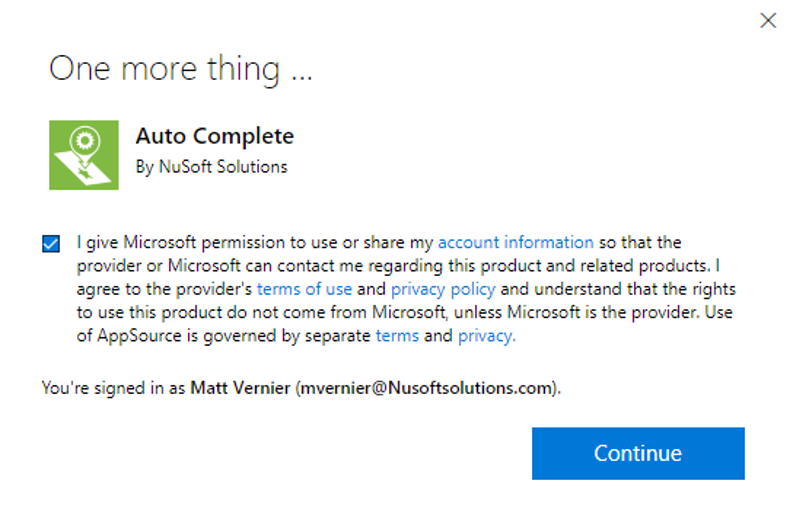 One more thing ...
Auto Complete
By NuSoft Solutions
I give Microsoft permission to use or share my account information so that the
provider or Microsoft can contact me regarding this product and related products. I
agree to the provider's terms of use and privacy policy and understand that the rights
to use this product do not come from Microsoft, unless Microsoft is the provider. Use
of AppSource is governed by separate terms and privacy.
You're signed in as Matt Vernier (mvernier@Nusoftsolutions.com).
Continue